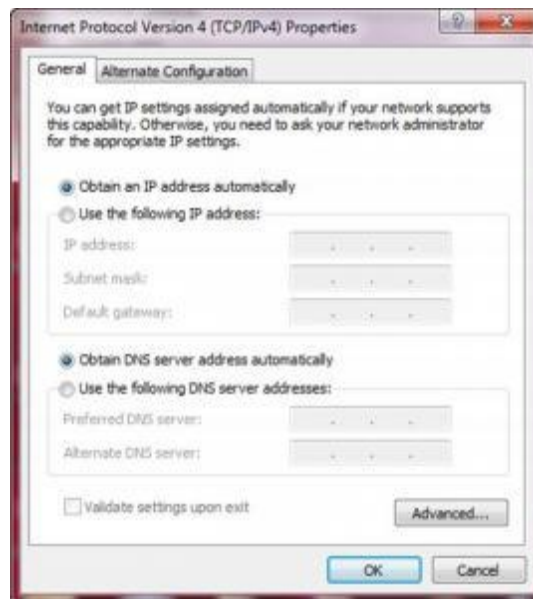 Internet Protocol Version 4 (TCP/IPv4) Properties
General
Alternate Configuration
You can get IP settings assigned automatically if your network supports
this capability. Otherwise, you need to ask your network administrator
for the appropriate IP settings.
Obtain an IP address automatically
Use the following IP address:
IP address:
Subnet mask:
Default gateway:
Obtain DNS server address automatically
Use the following DNS server addresses:
Preferred DNS server:
Alternate DNS server:
Validate settings upon exit
Advanced...
OK
Cancel